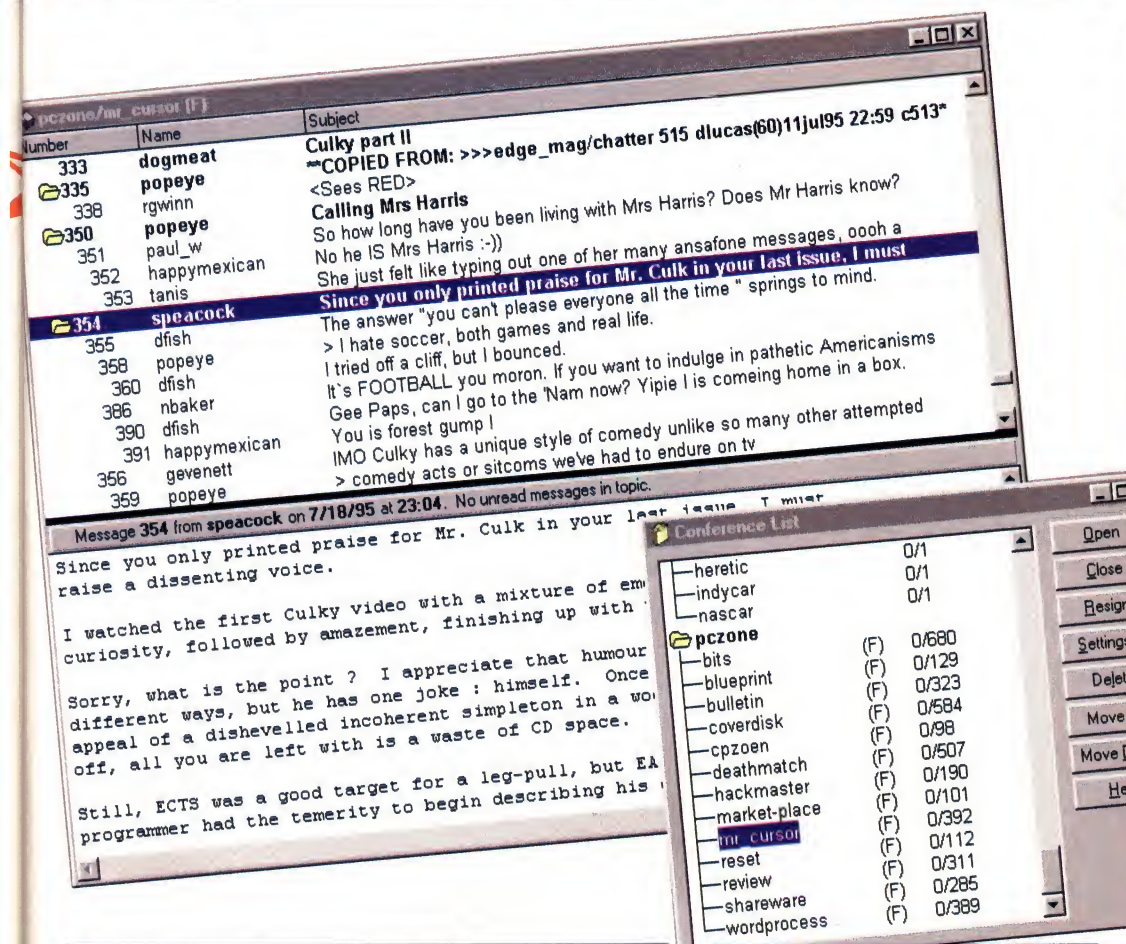 pczone/mr_cursor (F)
Number Name Subject
333 dogmeat Culky part II
335 popeye **COPIED FROM: >>>edge_mag/chatter 515 dlucas(60)11jul95 22:59 c513*
338 rgwinn <Sees RED>
350 popeye Calling Mrs Harris
351 paul_w So how long have you been living with Mrs Harris? Does Mr Harris know?
352 happymexican No he IS Mrs Harris :-))
353 tanis She just felt like typing out one of her many ansafone messages, oooh a
354 speacock Since you only printed praise for Mr. Culk in your last issue, I must
355 dfish The answer "you can't please everyone all the time " springs to mind.
358 popeye > I hate soccer, both games and real life.
360 dfish I tried off a cliff, but I bounced.
386 nbaker It`s FOOTBALL you moron. If you want to indulge in pathetic Americanisms
390 dfish Gee Paps, can I go to the 'Nam now? Yipie I is comeing home in a box.
391 happymexican You is forest gump !
356 gevenett IMO Culky has a unique style of comedy unlike so many other attempted
359 popeye > comedy acts or sitcoms we've had to endure on tv
Message 354 from speacock on 7/18/95 at 23:04. No unread messages in topic.
Since you only printed praise for Mr. Culk in your last issue, I must
raise a dissenting voice.
I watched the first Culky video with a mixture of
curiosity, followed by amazement, finishing up with
Sorry, what is the point ? I appreciate that humour
different ways, but he has one joke : himself. Once
appeal of a dishevelled incoherent simpleton in a
off, all you are left with is a waste of CD space.
Still, ECTS was a good target for a leg-pull, but EA
programmer had the temerity to begin describing his
Conference List
heretic 0/1
indycar 0/1
nascar 0/1
pczone
bits (F) 0/680
blueprint (F) 0/129
bulletin (F) 0/323
coverdisk (F) 0/584
cpzoen (F) 0/98
deathmatch (F) 0/507
hackmaster (F) 0/190
market-place (F) 0/101
mr_cursor (F) 0/392
reset (F) 0/112
review (F) 0/311
shareware (F) 0/285
wordprocess (F) 0/389
Open
Close
Resign
Settings
Delet
Move
Move D
He